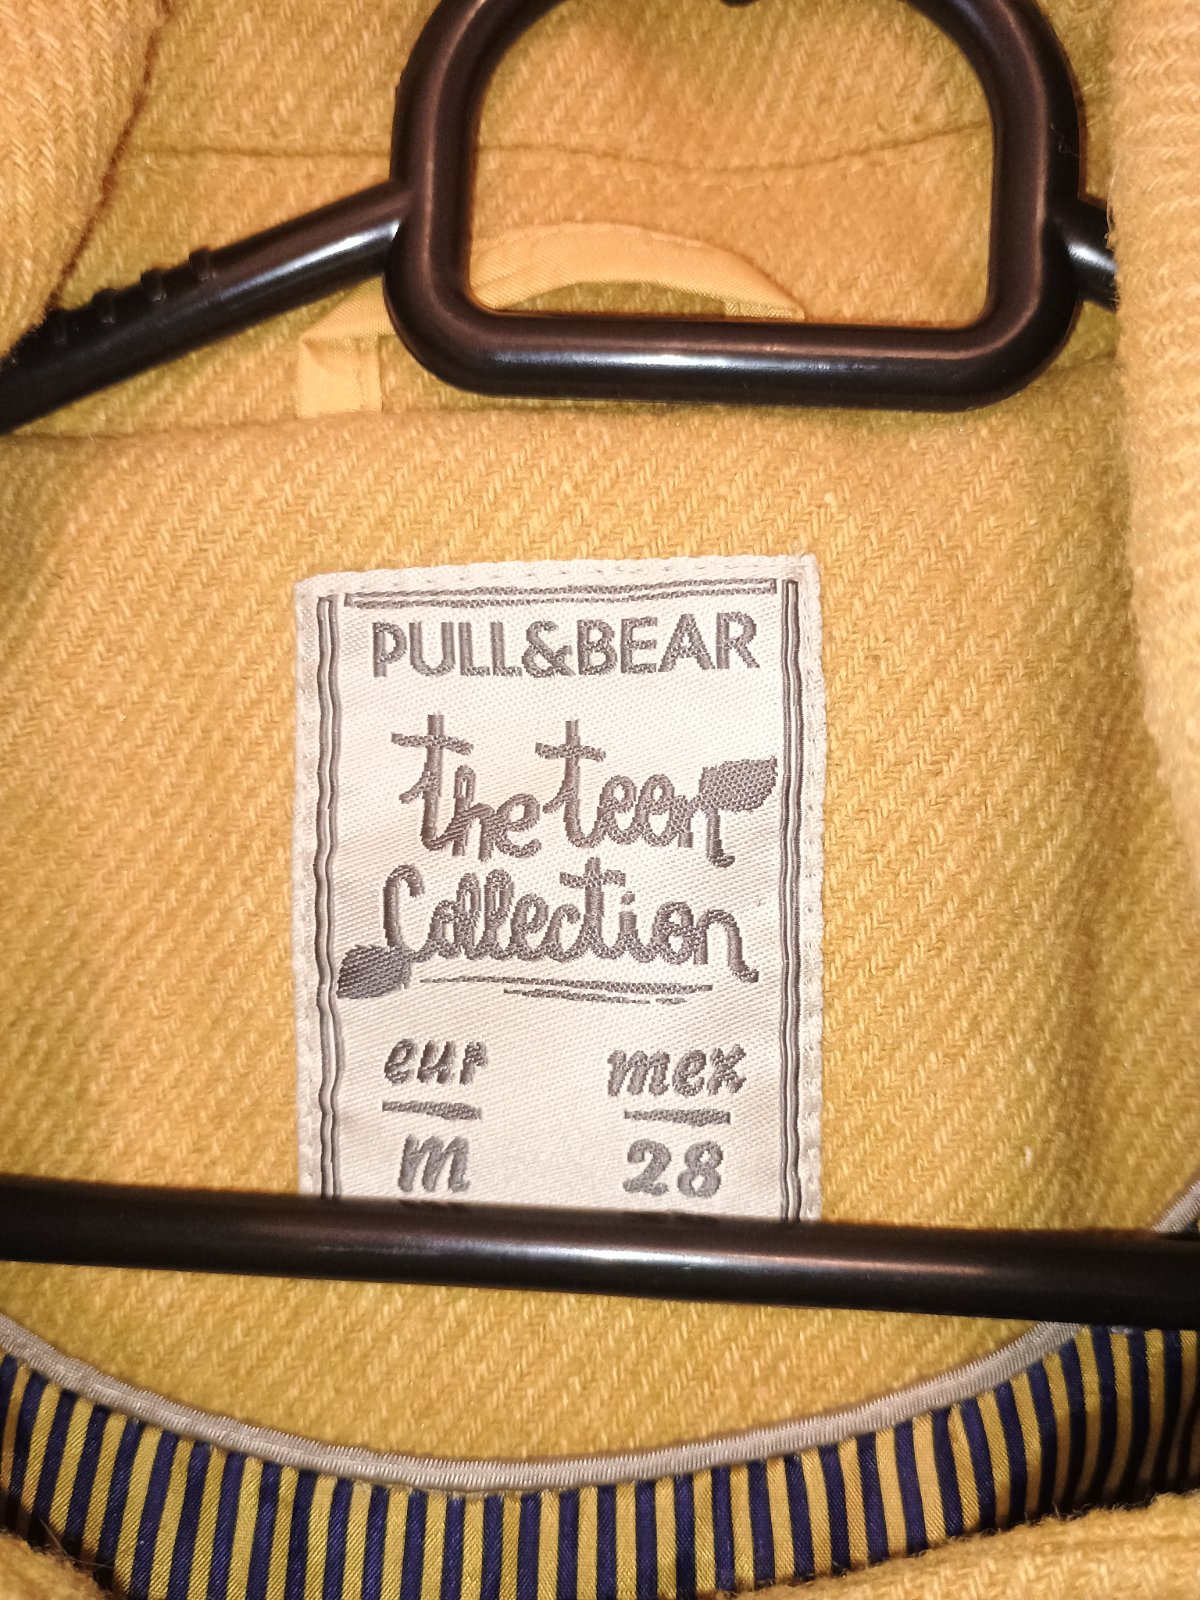 PULL&BEAR
the teen
Collection
eur mex
M 28